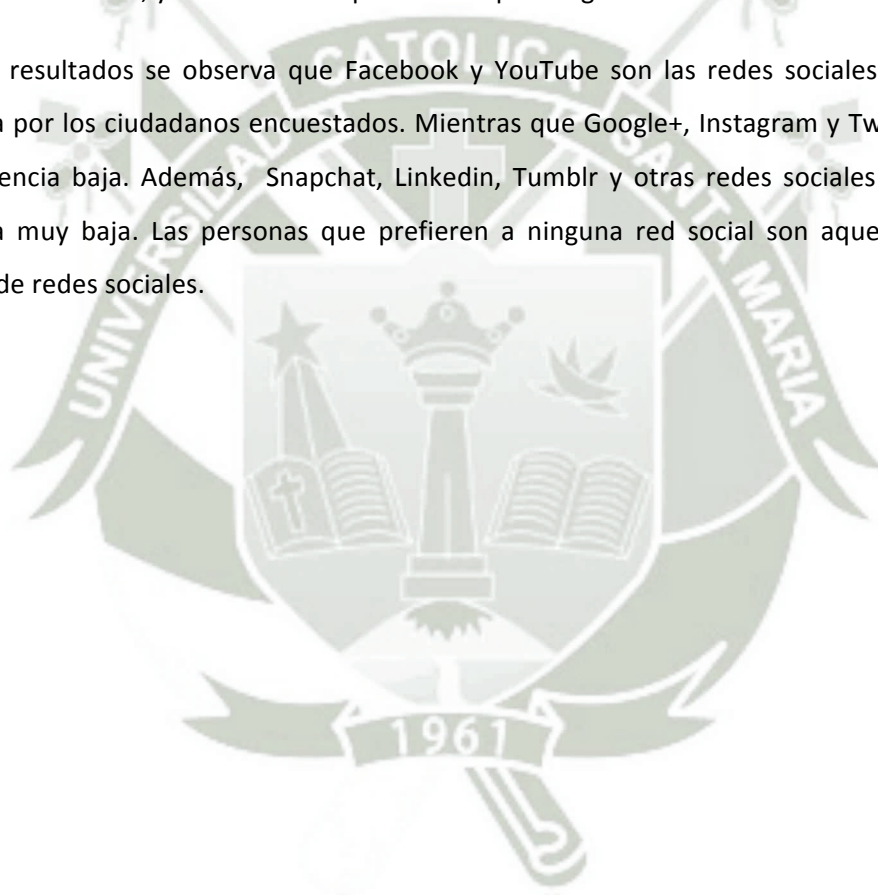 resultados se observa que Facebook y YouTube son las redes sociales
a por los ciudadanos encuestados. Mientras que Google+, Instagram y Tw
encia baja. Además, Snapchat, Linkedin, Tumblr y otras redes sociales
a muy baja. Las personas que prefieren a ninguna red social son aque
de redes sociales.
UNIVERSIDAD CATOLICA SANTA MARIA
1961